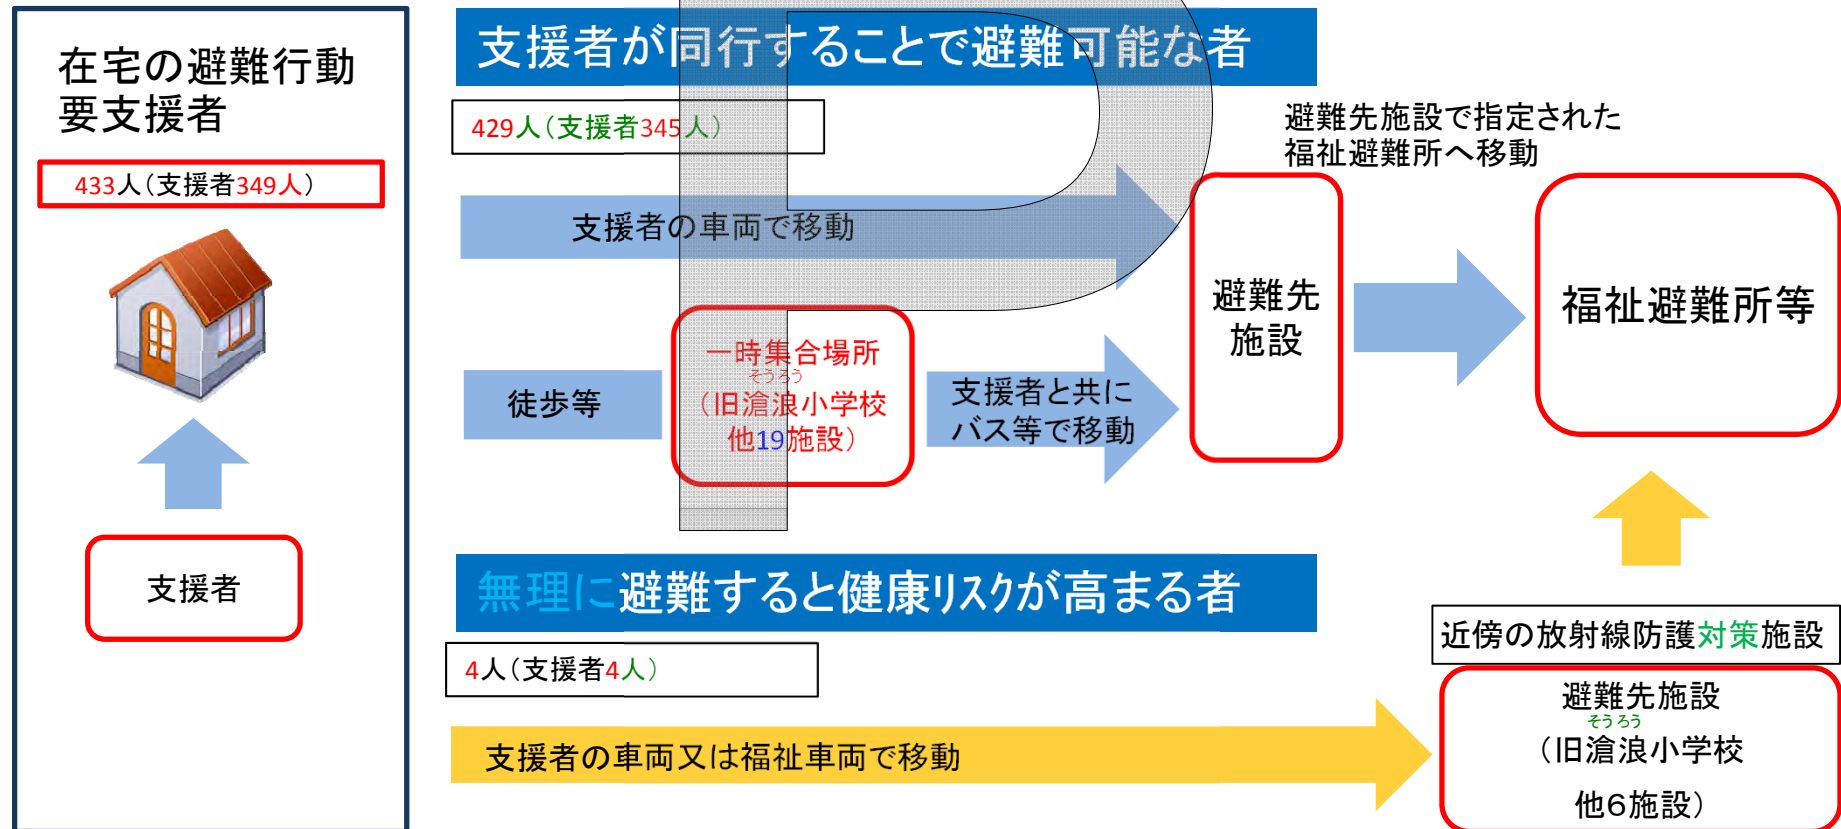 在宅の避難行動
要支援者
433人（支援者349人）
支援者
支援者が同行することで避難可能な者
429人（支援者345人）
支援者の車両で移動
徒歩等
一時集合場所
そうろう
（旧滄浪小学校
他19施設）
支援者と共に
バス等で移動
避難先
施設
避難先施設で指定された
福祉避難所へ移動
福祉避難所等
無理に避難すると健康リスクが高まる者
4人（支援者4人）
支援者の車両又は福祉車両で移動
近傍の放射線防護対策施設
避難先施設
そうろう
（旧滄浪小学校
他６施設）
P